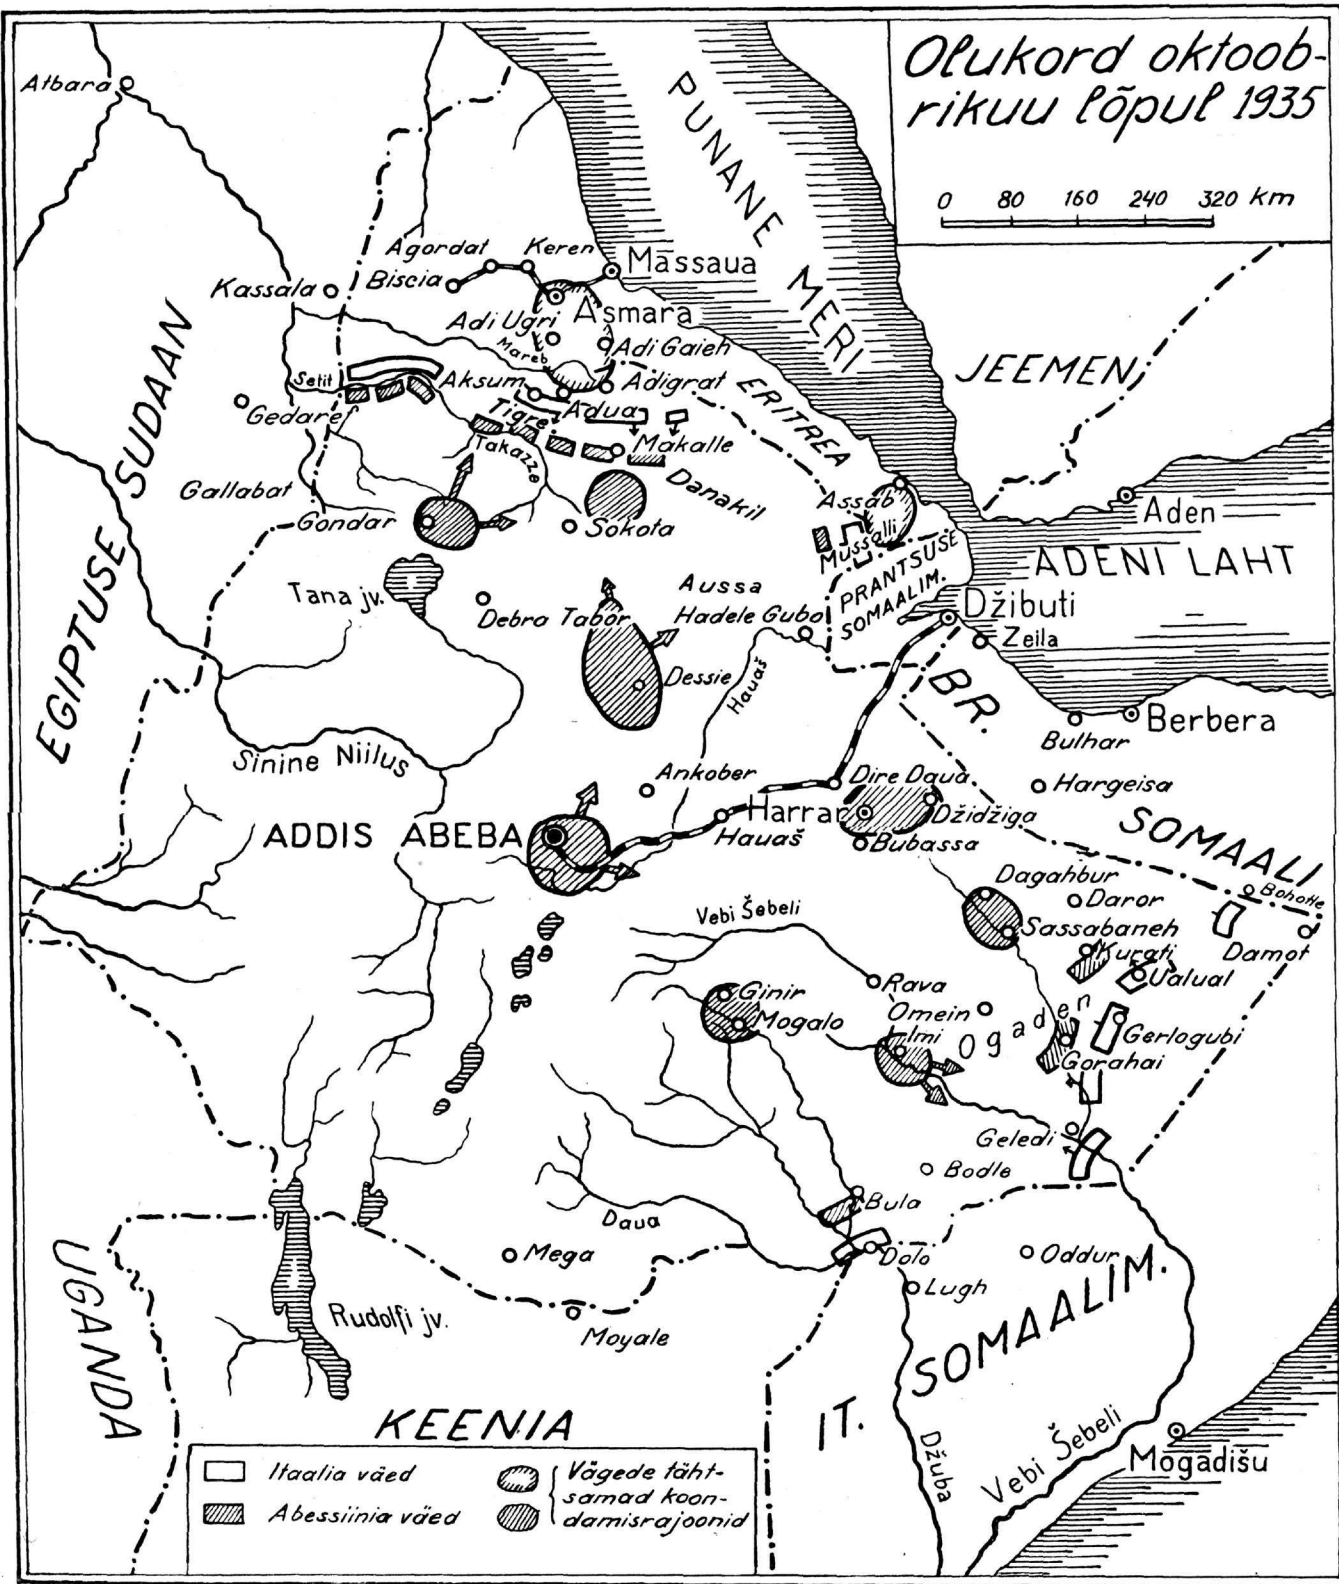 Olukord oktoob-
rikuu lõpul 1935
0 80 160 240 320 km
Atbara
PUNANE MERI
Agordat
Keren
Massaua
Kassala
Biscia
Asmara
Adi Ugri
Mareb
Adi Gaieh
JEEMEN
Setit
Aksum
Adigrat
ERITREA
Gedaref
Adua
Tigre
Makalle
Takazze
EGIPTUSE SUDAAN
Gallabat
Danakil
Assab
Aden
Gondar
Sokota
Mussalli
ADENI LAHT
PRANTSUSE
SOMAALIM.
Tana jv.
Aussa
Debra Tabor
Hadele Gubo
Džibuti
Zeila
Dessie
Hauaš
BR. SOMAALI
Berbera
Bulhar
Sinine Niilus
Ankober
Dire Daua
Hargeisa
ADDIS ABEBA
Harrar
Džidžiga
Hauaš
Bubassa
Dagahbur
Daror
Bohotle
Vebi Šebeli
Sassabaneh
Damot
Kurati
Ualual
Rava
Ginir
Omein
Ogaden
Mogalo
Imi
Gerlogubi
Gorahai
Geledi
Bodle
Bula
Daua
Mega
Dolo
Oddur
UGANDA
Lugh
Rudolfi jv.
Moyale
IT. SOMAALIM.
KEENIA
Džuba
Vebi Šebeli
Mogadišu
Itaalia väed
Abessiinia väed
Vägede täht-
samad koon-
damisrajoonid